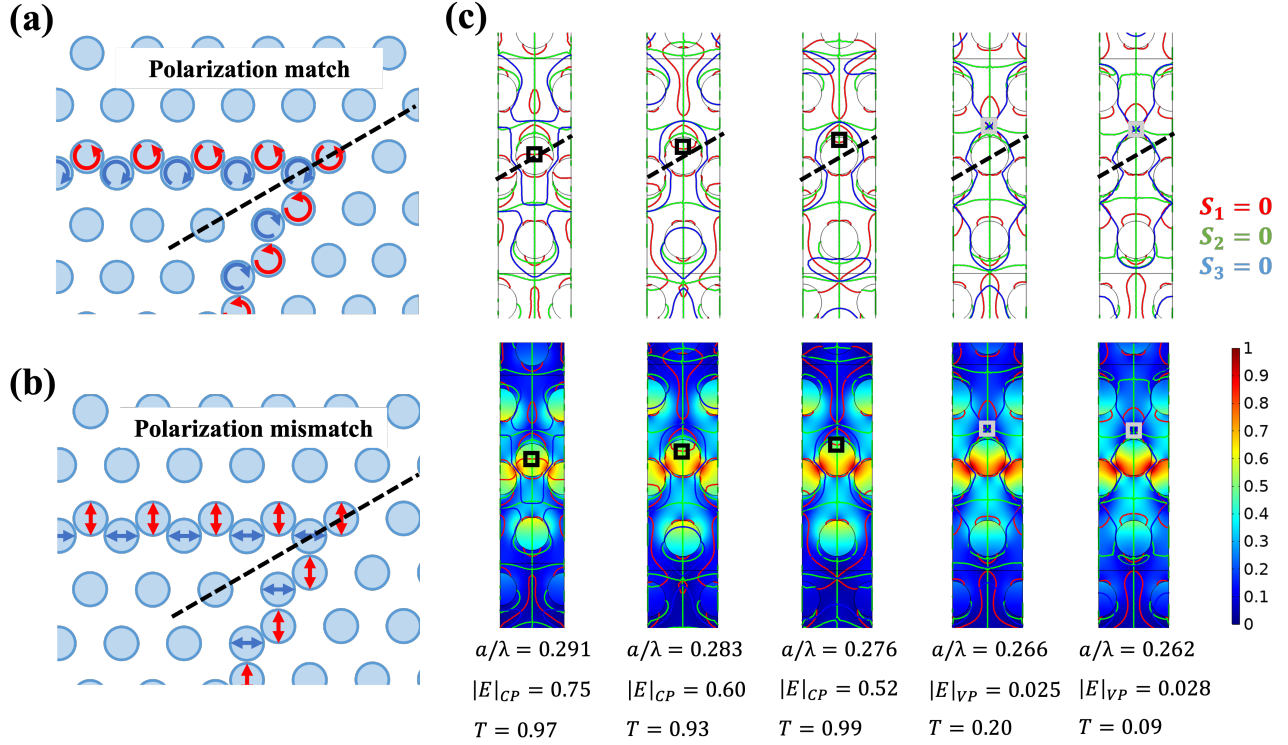 (a)
Polarization match
(b)
Polarization mismatch
(c)
S₁ = 0
S₂ = 0
S₃ = 0
1
0.9
0.8
0.7
0.6
0.5
0.4
0.3
0.2
0.1
0
a/λ = 0.291 a/λ = 0.283 a/λ = 0.276 a/λ = 0.266 a/λ = 0.262
|E|CP = 0.75 |E|CP = 0.60 |E|CP = 0.52 |E|VP = 0.025 |E|VP = 0.028
T = 0.97 T = 0.93 T = 0.99 T = 0.20 T = 0.09